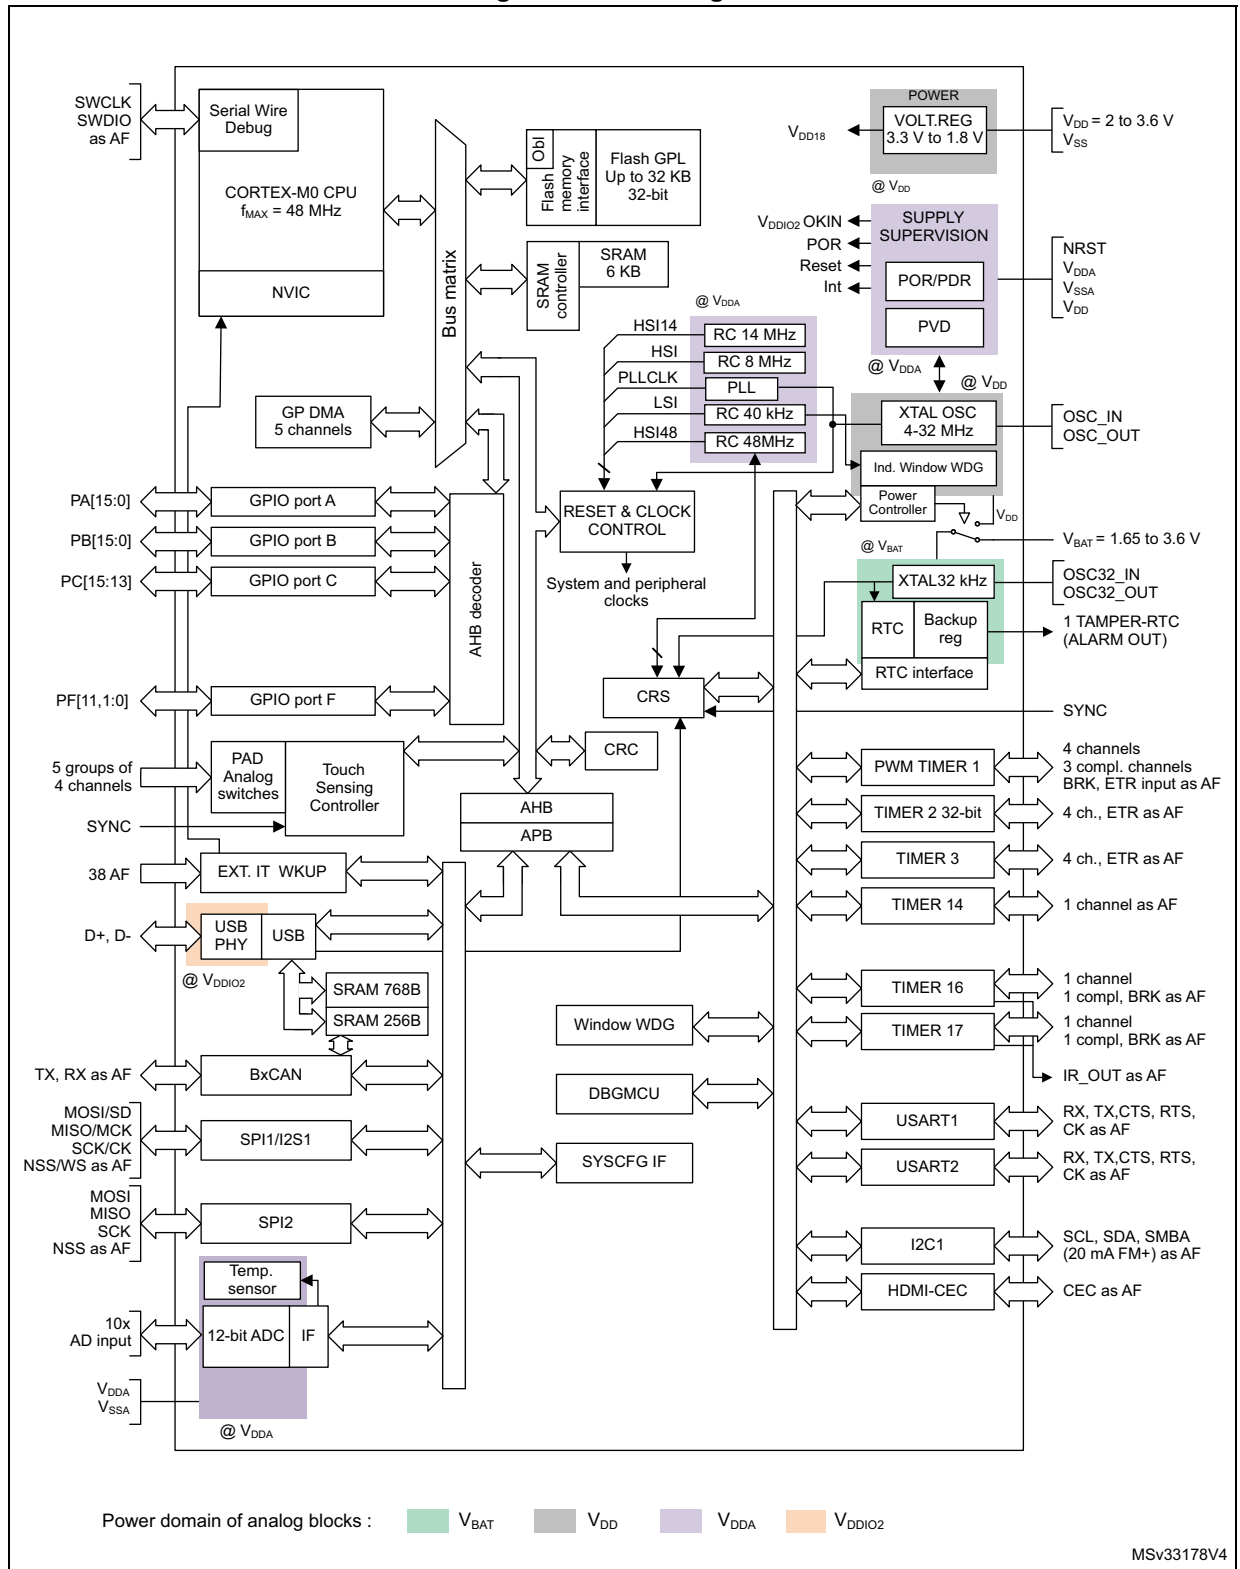 SWCLK
SWDIO
as AF
Serial Wire
Debug
CORTEX-M0 CPU
fMAX = 48 MHz
NVIC
Bus matrix
Obl
Flash
memory
interface
Flash GPL
Up to 32 KB
32-bit
SRAM
controller
SRAM
6 KB
POWER
VOLT.REG
3.3 V to 1.8 V
VDD18
VDD = 2 to 3.6 V
VSS
@ VDD
VDDIO2 OKIN
POR
Reset
Int
SUPPLY
SUPERVISION
POR/PDR
PVD
NRST
VDDA
VSSA
VDD
@ VDDA
@ VDDA
@ VDD
HSI14
HSI
PLLCLK
LSI
HSI48
RC 14 MHz
RC 8 MHz
PLL
RC 40 kHz
RC 48MHz
XTAL OSC
4-32 MHz
OSC_IN
OSC_OUT
Ind. Window WDG
Power
Controller
VDD
@ VBAT
VBAT = 1.65 to 3.6 V
GP DMA
5 channels
PA[15:0]
GPIO port A
PB[15:0]
GPIO port B
PC[15:13]
GPIO port C
PF[11,1:0]
GPIO port F
AHB decoder
RESET & CLOCK
CONTROL
System and peripheral
clocks
XTAL32 kHz
OSC32_IN
OSC32_OUT
RTC
Backup
reg
1 TAMPER-RTC
(ALARM OUT)
RTC interface
CRS
SYNC
5 groups of
4 channels
PAD
Analog
switches
Touch
Sensing
Controller
SYNC
CRC
AHB
APB
38 AF
EXT. IT WKUP
D+, D-
USB
PHY
USB
@ VDDIO2
SRAM 768B
SRAM 256B
TX, RX as AF
BxCAN
MOSI/SD
MISO/MCK
SCK/CK
NSS/WS as AF
SPI1/I2S1
MOSI
MISO
SCK
NSS as AF
SPI2
Temp.
sensor
10x
AD input
12-bit ADC
IF
VDDA
VSSA
@ VDDA
Window WDG
DBGMCU
SYSCFG IF
PWM TIMER 1
4 channels
3 compl. channels
BRK, ETR input as AF
TIMER 2 32-bit
4 ch., ETR as AF
TIMER 3
4 ch., ETR as AF
TIMER 14
1 channel as AF
TIMER 16
1 channel
1 compl, BRK as AF
TIMER 17
1 channel
1 compl, BRK as AF
IR_OUT as AF
USART1
RX, TX,CTS, RTS,
CK as AF
USART2
RX, TX,CTS, RTS,
CK as AF
I2C1
SCL, SDA, SMBA
(20 mA FM+) as AF
HDMI-CEC
CEC as AF
Power domain of analog blocks :
VBAT
VDD
VDDA
VDDIO2
MSv33178V4